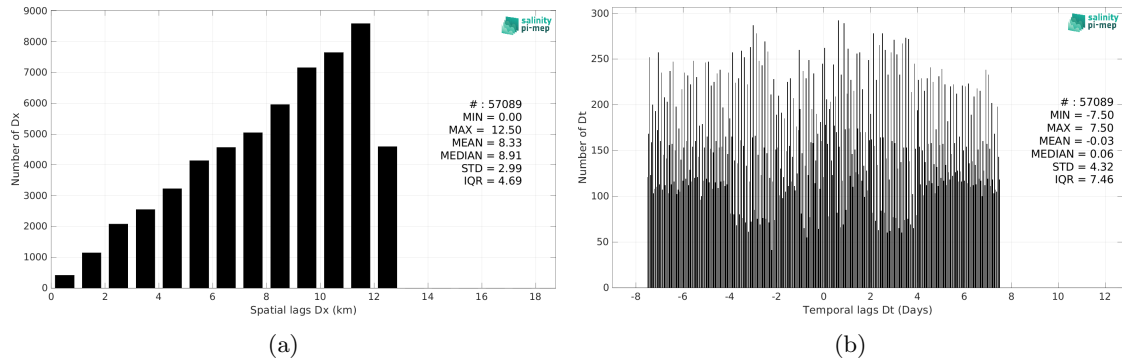 9000
8000
7000
6000
5000
4000
3000
2000
1000
0
Number of Dx
0 2 4 6 8 10 12 14 16 18
Spatial lags Dx (km)
salinity
pi-mep
# : 57089
MIN = 0.00
MAX = 12.50
MEAN = 8.33
MEDIAN = 8.91
STD = 2.99
IQR = 4.69
(a)
300
250
200
150
100
50
0
Number of Dt
-8 -6 -4 -2 0 2 4 6 8 10 12
Temporal lags Dt (Days)
salinity
pi-mep
# : 57089
MIN = -7.50
MAX = 7.50
MEAN = -0.03
MEDIAN = 0.06
STD = 4.32
IQR = 7.46
(b)